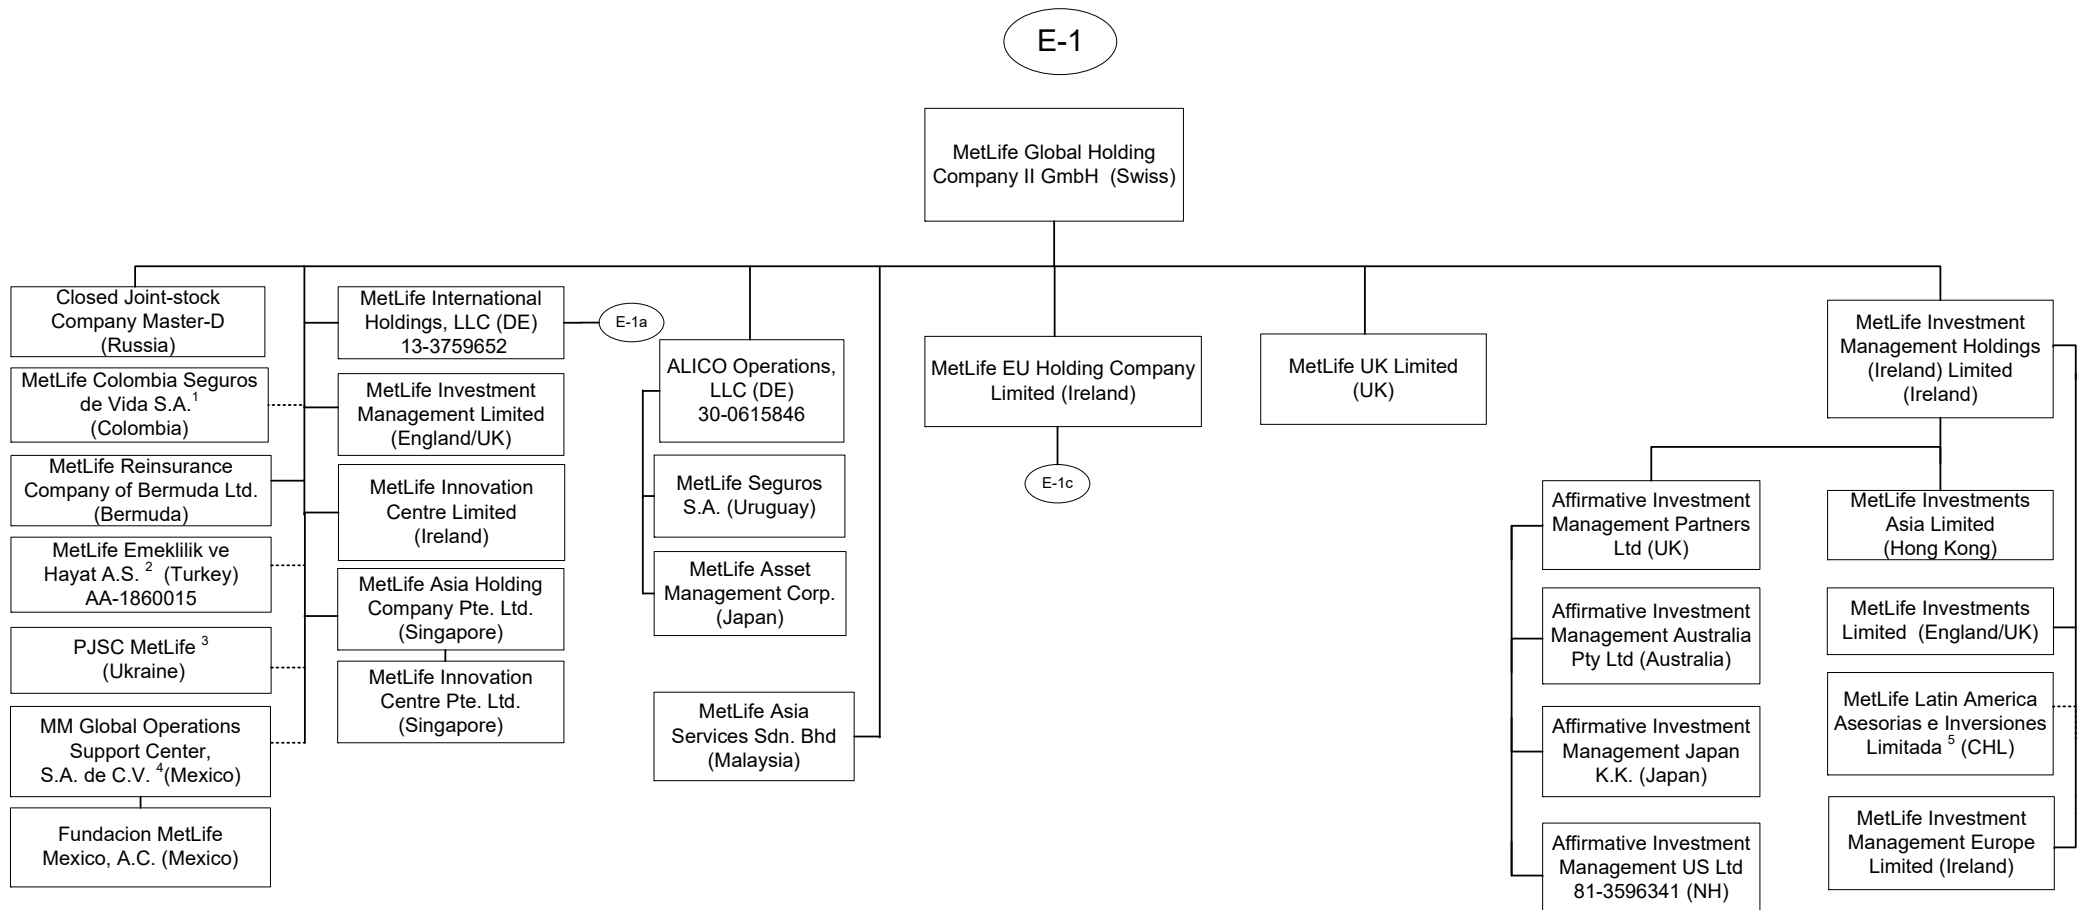 E-1
MetLife Global Holding
Company II GmbH (Swiss)
Closed Joint-stock
Company Master-D
(Russia)
MetLife Colombia Seguros
de Vida S.A.1
(Colombia)
MetLife Reinsurance
Company of Bermuda Ltd.
(Bermuda)
MetLife Emeklilik ve
Hayat A.S. 2 (Turkey)
AA-1860015
PJSC MetLife 3
(Ukraine)
MM Global Operations
Support Center,
S.A. de C.V. 4(Mexico)
Fundacion MetLife
Mexico, A.C. (Mexico)
MetLife International
Holdings, LLC (DE)
13-3759652
E-1a
MetLife Investment
Management Limited
(England/UK)
MetLife Innovation
Centre Limited
(Ireland)
MetLife Asia Holding
Company Pte. Ltd.
(Singapore)
MetLife Innovation
Centre Pte. Ltd.
(Singapore)
ALICO Operations,
LLC (DE)
30-0615846
MetLife Seguros
S.A. (Uruguay)
MetLife Asset
Management Corp.
(Japan)
MetLife Asia
Services Sdn. Bhd
(Malaysia)
MetLife EU Holding Company
Limited (Ireland)
E-1c
MetLife UK Limited
(UK)
MetLife Investment
Management Holdings
(Ireland) Limited
(Ireland)
Affirmative Investment
Management Partners
Ltd (UK)
Affirmative Investment
Management Australia
Pty Ltd (Australia)
Affirmative Investment
Management Japan
K.K. (Japan)
Affirmative Investment
Management US Ltd
81-3596341 (NH)
MetLife Investments
Asia Limited
(Hong Kong)
MetLife Investments
Limited (England/UK)
MetLife Latin America
Asesorias e Inversiones
Limitada 5 (CHL)
MetLife Investment
Management Europe
Limited (Ireland)